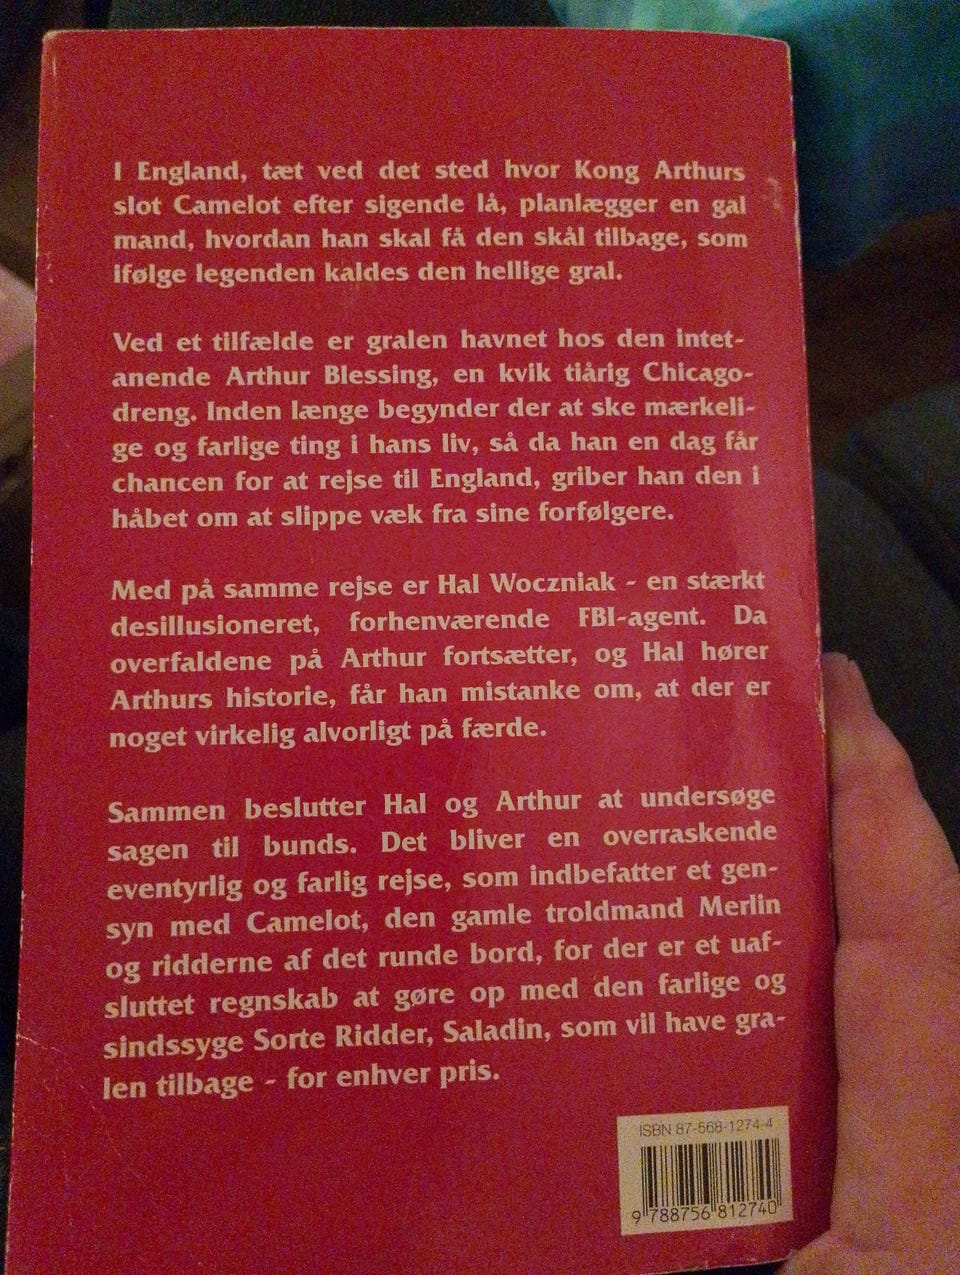 I England, tæt ved det sted hvor Kong Arthurs
slot Camelot efter sigende lå, planlægger en gal
mand, hvordan han skal få den skål tilbage, som
ifølge legenden kaldes den hellige gral.
Ved et tilfælde er gralen havnet hos den intet-
anende Arthur Blessing, en kvik tiårig Chicago-
dreng. Inden længe begynder der at ske mærkeli-
ge og farlige ting i hans liv, så da han en dag får
chancen for at rejse til England, griber han den i
håbet om at slippe væk fra sine forfølgere.
Med på samme rejse er Hal Woczniak - en stærkt
desillusioneret, forhenværende FBI-agent. Da
overfaldene på Arthur fortsætter, og Hal hører
Arthurs historie, får han mistanke om, at der er
noget virkelig alvorligt på færde.
Sammen beslutter Hal og Arthur at undersøge
sagen til bunds. Det bliver en overraskende
eventyrlig og farlig rejse, som indbefatter et gen-
syn med Camelot, den gamle troldmand Merlin
og ridderne af det runde bord, for der er et uaf-
sluttet regnskab at gøre op med den farlige og
sindssyge Sorte Ridder, Saladin, som vil have gra-
len tilbage - for enhver pris.
ISBN 87-568-1274-4
9 788756 812740